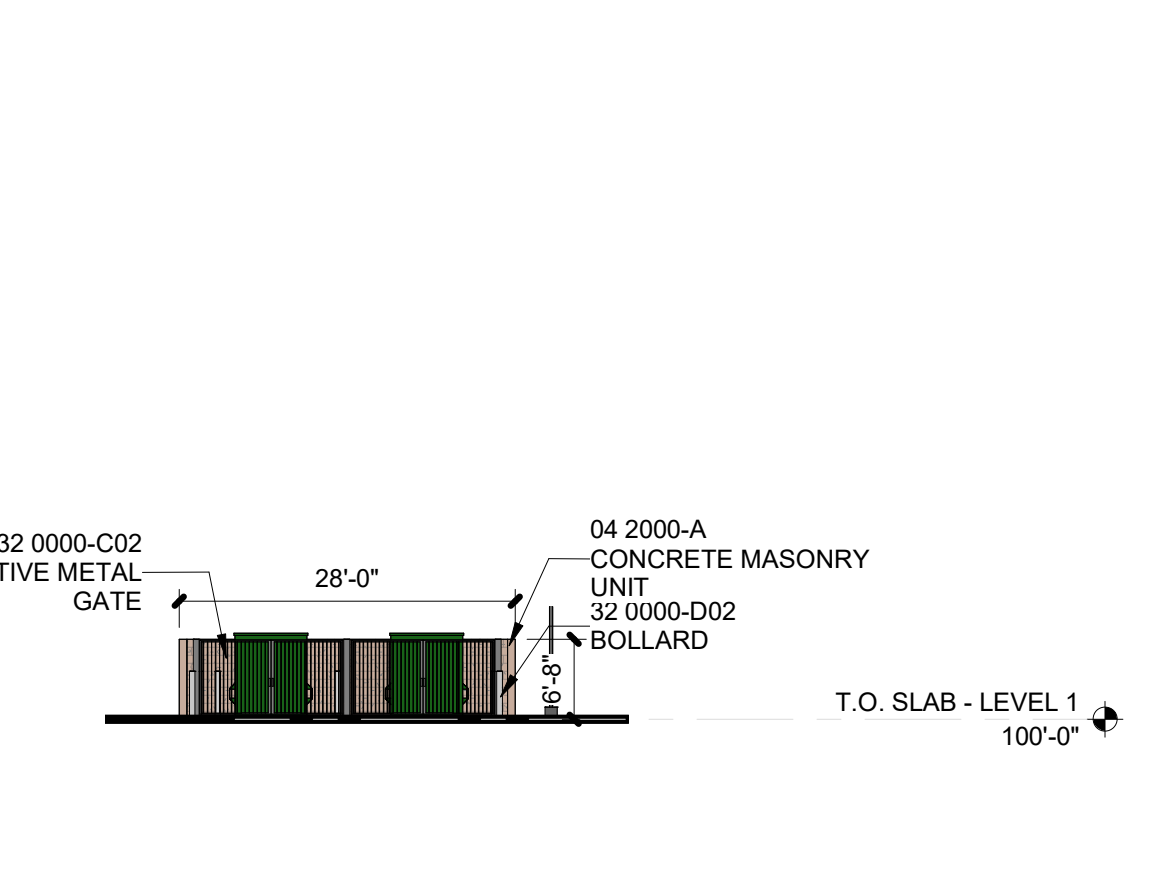 32 0000-C02
TIVE METAL
GATE
28'-0"
04 2000-A
CONCRETE MASONRY
UNIT
32 0000-D02
BOLLARD
6'-8"
T.O. SLAB - LEVEL 1
100'-0"